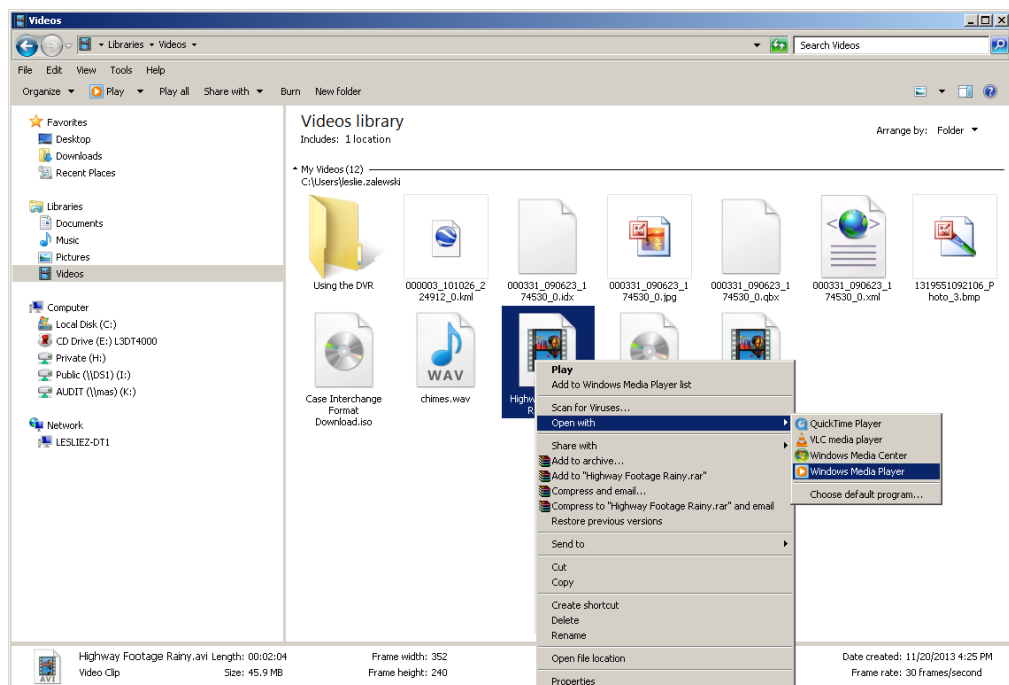 Videos
Libraries Videos
Search Videos
File Edit View Tools Help
Organize Play Play all Share with Burn New folder
Favorites
Desktop
Downloads
Recent Places
Libraries
Documents
Music
Pictures
Videos
Computer
Local Disk (C:)
CD Drive (E:) L3DT4000
Private (H:)
Public (\\DS1) (I:)
AUDIT (\\mas) (K:)
Network
LESLIEZ-DT1
Videos library
Includes: 1 location
Arrange by: Folder
My Videos (12)
C:\Users\leslie.zalewski
Using the DVR
000003_101026_2
24912_0.kml
000331_090623_1
74530_0.idx
000331_090623_1
74530_0.jpg
000331_090623_1
74530_0.qbx
000331_090623_1
74530_0.xml
1319551092106_P
hoto_3.bmp
Case Interchange
Format
Download.iso
WAV
chimes.wav
Highw
R
Play
Add to Windows Media Player list
Scan for Viruses...
Open with
Share with
Add to archive...
Add to "Highway Footage Rainy.rar"
Compress and email...
Compress to "Highway Footage Rainy.rar" and email
Restore previous versions
Send to
Cut
Copy
Create shortcut
Delete
Rename
Open file location
Properties
QuickTime Player
VLC media player
Windows Media Center
Windows Media Player
Choose default program...
AVI
Highway Footage Rainy.avi Length: 00:02:04 Frame width: 352 Date created: 11/20/2013 4:25 PM
Video Clip Size: 45.9 MB Frame height: 240 Frame rate: 30 frames/second